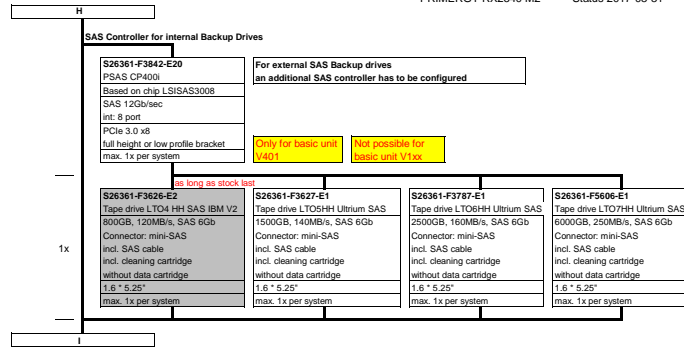 H
SAS Controller for internal Backup Drives
S26361-F3842-E20
PSAS CP400i
Based on chip LSISAS3008
SAS 12Gb/sec
int: 8 port
PCIe 3.0 x8
full height or low profile bracket
max. 1x per system
For external SAS Backup drives
an additional SAS controller has to be configured
Only for basic unit
V401
Not possible for
basic unit V1xx
as long as stock last
1x
S26361-F3626-E2
Tape drive LTO4 HH SAS IBM V2
800GB, 120MB/s, SAS 6Gb
Connector: mini-SAS
incl. SAS cable
incl. cleaning cartridge
without data cartridge
1.6 * 5.25"
max. 1x per system
S26361-F3627-E1
Tape drive LTO5HH Ultrium SAS
1500GB, 140MB/s, SAS 6Gb
Connector: mini-SAS
incl. SAS cable
incl. cleaning cartridge
without data cartridge
1.6 * 5.25"
max. 1x per system
S26361-F3787-E1
Tape drive LTO6HH Ultrium SAS
2500GB, 160MB/s, SAS 6Gb
Connector: mini-SAS
incl. SAS cable
incl. cleaning cartridge
without data cartridge
1.6 * 5.25"
max. 1x per system
S26361-F5606-E1
Tape drive LTO7HH Ultrium SAS
6000GB, 250MB/s, SAS 6Gb
Connector: mini-SAS
incl. SAS cable
incl. cleaning cartridge
without data cartridge
1.6 * 5.25"
max. 1x per system
I